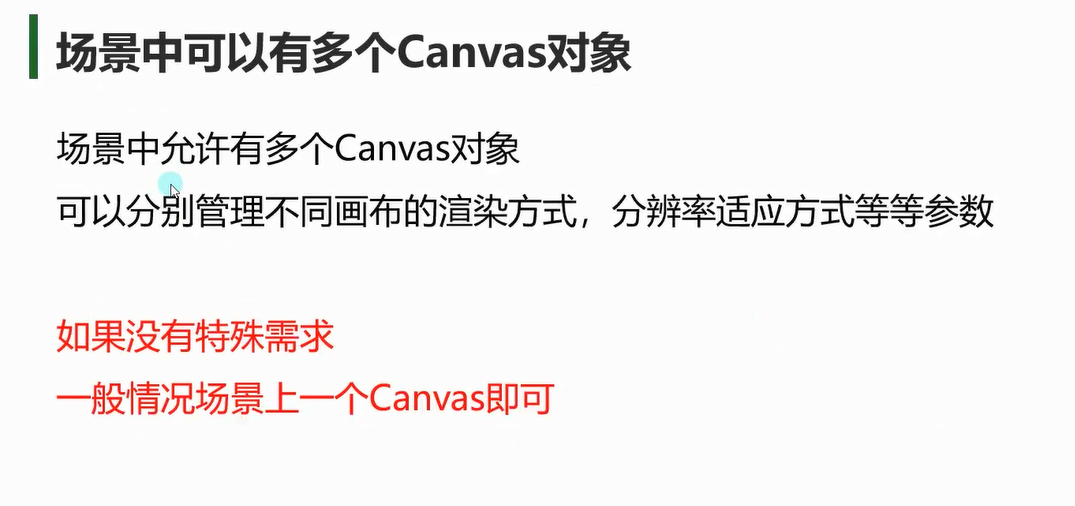 场景中可以有多个Canvas对象
场景中允许有多个Canvas对象
可以分别管理不同画布的渲染方式，分辨率适应方式等等参数
如果没有特殊需求
一般情况场景上一个Canvas即可